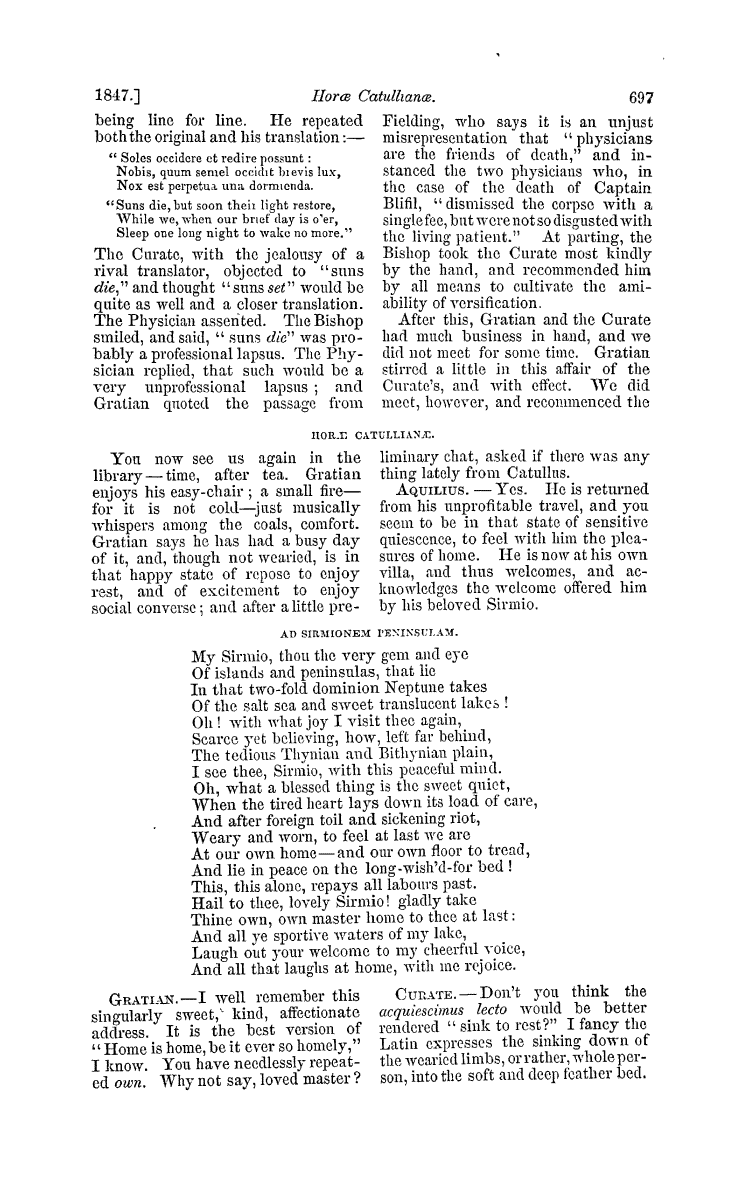 1847.] Horæ Catullianæ. 697
being line for line. He repeated
both the original and his translation:—
“Soles occidere et redire possunt:
Nobis, quum semel occidit brevis lux,
Nox est perpetua una dormienda.
“Suns die, but soon their light restore,
While we, when our brief day is o'er,
Sleep one long night to wake no more.”
The Curate, with the jealousy of a
rival translator, objected to “suns
die,” and thought “suns set” would be
quite as well and a closer translation.
The Physician assented. The Bishop
smiled, and said, “suns die” was pro-
bably a professional lapsus. The Phy-
sician replied, that such would be a
very unprofessional lapsus; and
Gratian quoted the passage from
Fielding, who says it is an unjust
misrepresentation that “physicians
are the friends of death,” and in-
stanced the two physicians who, in
the case of the death of Captain
Blifil, “dismissed the corpse with a
single fee, but were not so disgusted with
the living patient.” At parting, the
Bishop took the Curate most kindly
by the hand, and recommended him
by all means to cultivate the ami-
ability of versification.
After this, Gratian and the Curate
had much business in hand, and we
did not meet for some time. Gratian
stirred a little in this affair of the
Curate's, and with effect. We did
meet, however, and recommenced the
HORÆ CATULLIANÆ.
You now see us again in the
library—time, after tea. Gratian
enjoys his easy-chair; a small fire—
for it is not cold—just musically
whispers among the coals, comfort.
Gratian says he has had a busy day
of it, and, though not wearied, is in
that happy state of repose to enjoy
rest, and of excitement to enjoy
social converse; and after a little pre-
liminary chat, asked if there was any
thing lately from Catullus.
AQUILIUS.—Yes. He is returned
from his unprofitable travel, and you
seem to be in that state of sensitive
quiescence, to feel with him the plea-
sures of home. He is now at his own
villa, and thus welcomes, and ac-
knowledges the welcome offered him
by his beloved Sirmio.
AD SIRMIONEM PENINSULAM.
My Sirmio, thou the very gem and eye
Of islands and peninsulas, that lie
In that two-fold dominion Neptune takes
Of the salt sea and sweet translucent lakes!
Oh! with what joy I visit thee again,
Scarce yet believing, how, left far behind,
The tedious Thynian and Bithynian plain,
I see thee, Sirmio, with this peaceful mind.
Oh, what a blessed thing is the sweet quiet,
When the tired heart lays down its load of care,
And after foreign toil and sickening riot,
Weary and worn, to feel at last we are
At our own home—and our own floor to tread,
And lie in peace on the long-wish'd-for bed!
This, this alone, repays all labours past.
Hail to thee, lovely Sirmio! gladly take
Thine own, own master home to thee at last:
And all ye sportive waters of my lake,
Laugh out your welcome to my cheerful voice,
And all that laughs at home, with me rejoice.
GRATIAN.—I well remember this
singularly sweet, kind, affectionate
address. It is the best version of
“Home is home, be it ever so homely,”
I know. You have needlessly repeat-
ed own. Why not say, loved master?
CURATE.—Don't you think the
acquiescimus lecto would be better
rendered “sink to rest?” I fancy the
Latin expresses the sinking down of
the wearied limbs, or rather, whole per-
son, into the soft and deep feather bed.